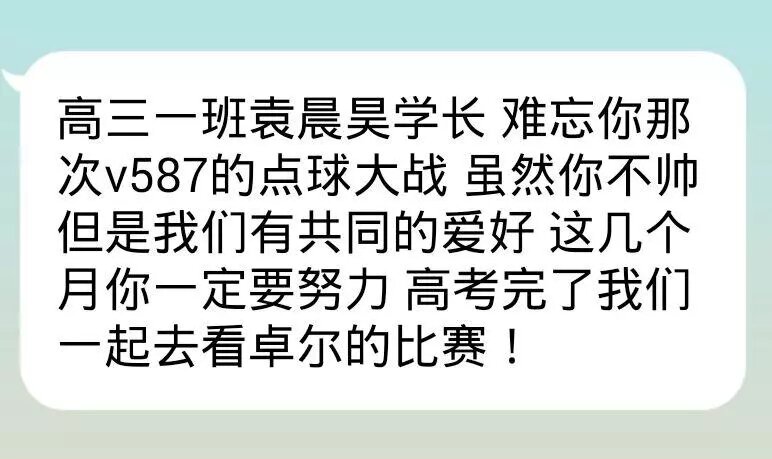 高三一班袁晨昊学长 难忘你那
次v587的点球大战 虽然你不帅
但是我们有共同的爱好 这几个
月你一定要努力 高考完了我们
一起去看卓尔的比赛！